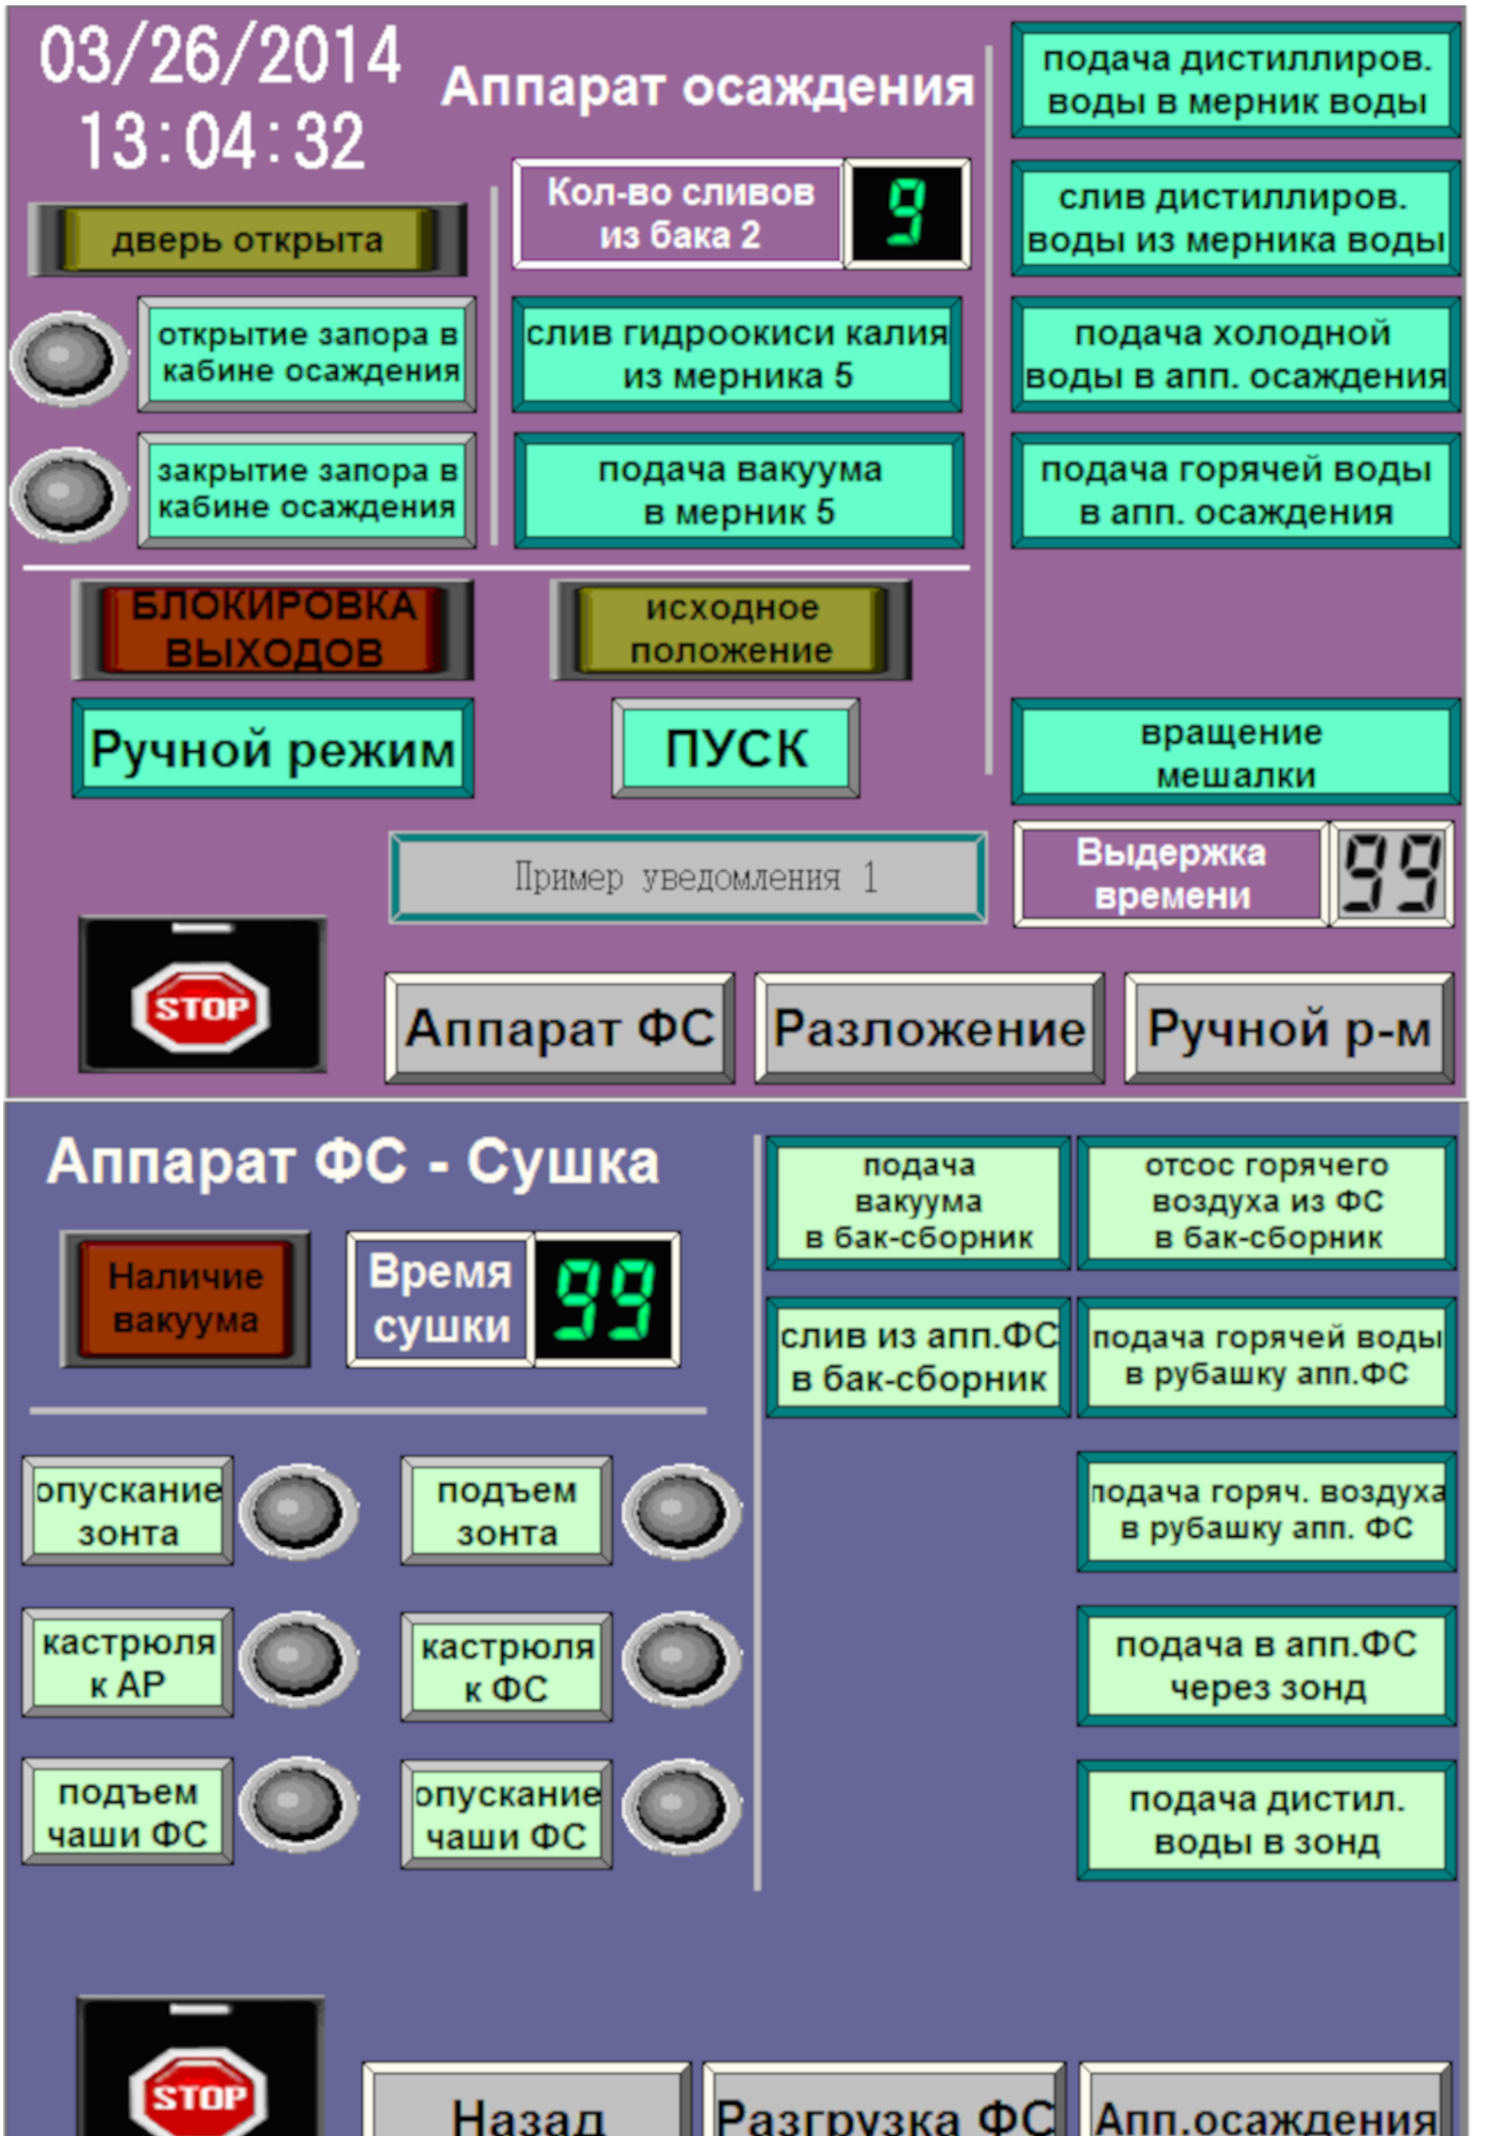 03/26/2014
13:04:32
Аппарат осаждения
дверь открыта
открытие запора в
кабине осаждения
закрытие запора в
кабине осаждения
Кол-во сливов
из бака 2
9
слив гидроокиси калия
из мерника 5
подача вакуума
в мерник 5
подача дистиллиров.
воды в мерник воды
слив дистиллиров.
воды из мерника воды
подача холодной
воды в апп. осаждения
подача горячей воды
в апп. осаждения
БЛОКИРОВКА
ВЫХОДОВ
исходное
положение
Ручной режим
ПУСК
вращение
мешалки
Пример уведомления 1
Выдержка
времени
99
STOP
Аппарат ФС
Разложение
Ручной р-м
Аппарат ФС - Сушка
Наличие
вакуума
Время
сушки
99
подача
вакуума
в бак-сборник
отсос горячего
воздуха из ФС
в бак-сборник
слив из апп.ФС
в бак-сборник
подача горячей воды
в рубашку апп.ФС
опускание
зонта
подъем
зонта
подача горяч. воздуха
в рубашку апп. ФС
кастрюля
к АР
кастрюля
к ФС
подача в апп.ФС
через зонд
подъем
чаши ФС
опускание
чаши ФС
подача дистил.
воды в зонд
STOP
Назад
Разгрузка ФС
Апп.осаждения